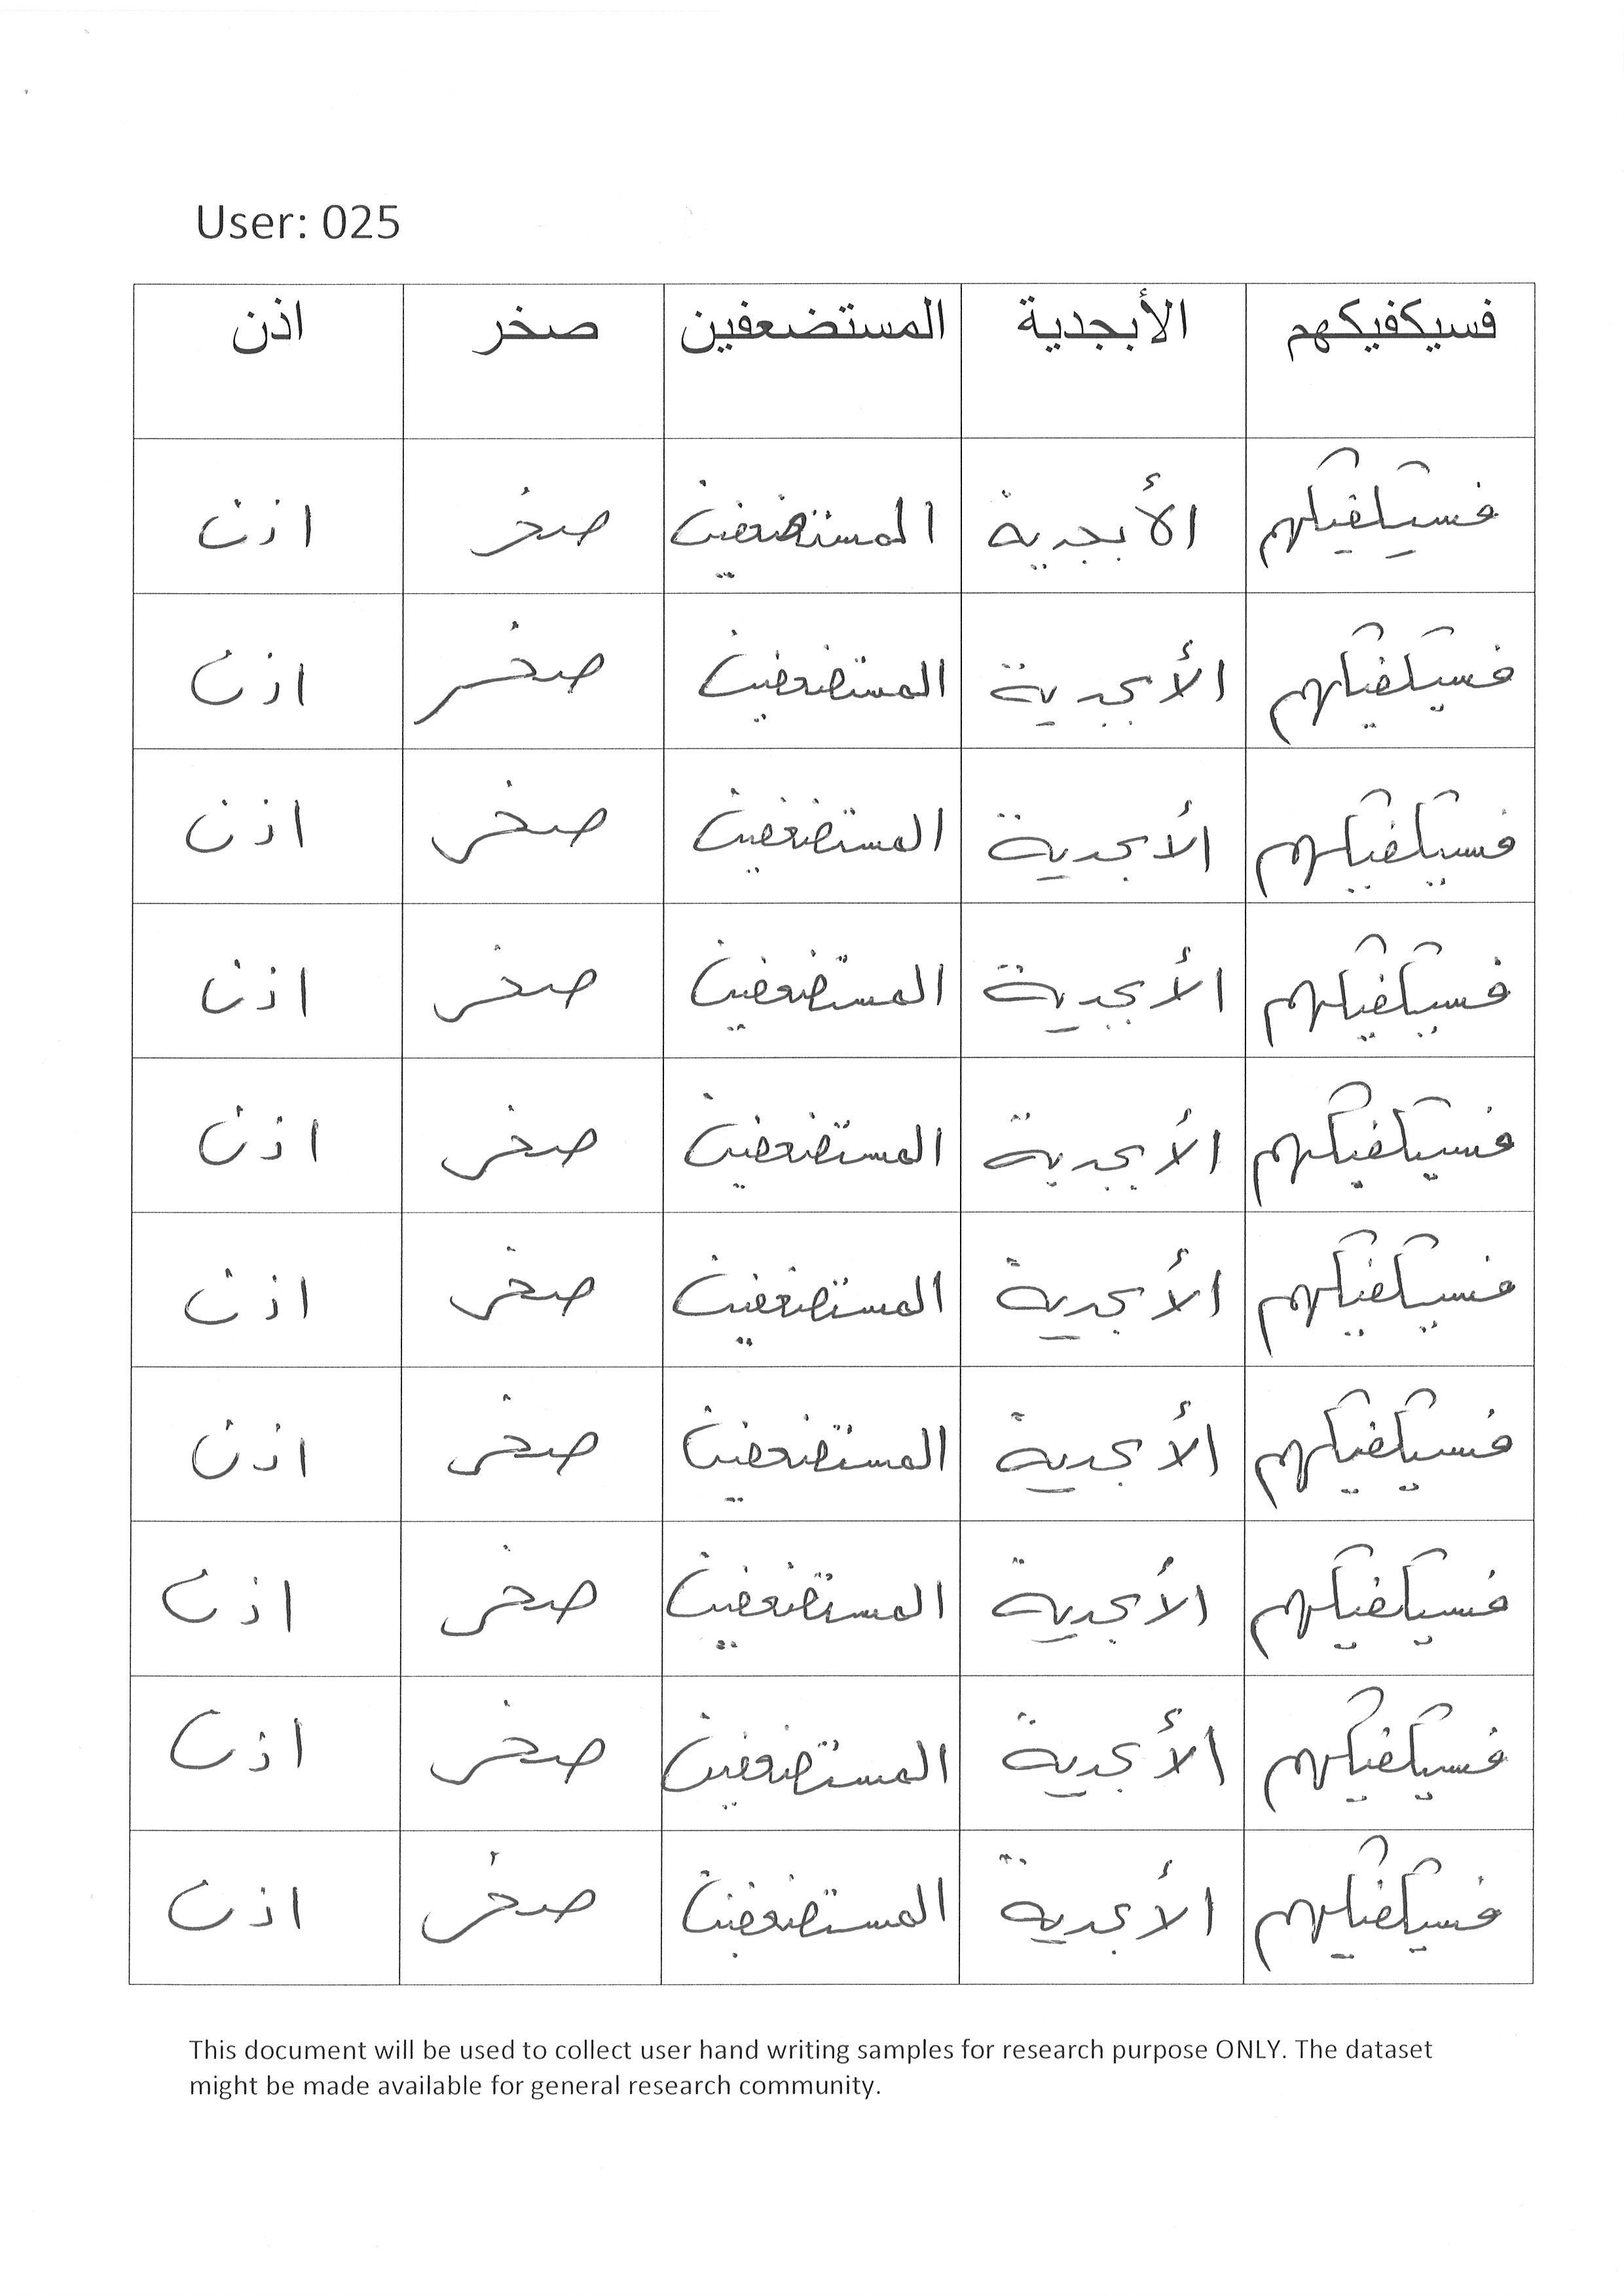 User: 025
فسيكفيكهم الأبجدية المستضعفين صخر اذن
فسيكفيكهم الأبجدية المستضعفين صخر اذن
فسيكفيكهم الأبجدية المستضعفين صخر اذن
فسيكفيكهم الأبجدية المستضعفين صخر اذن
فسيكفيكهم الأبجدية المستضعفين صخر اذن
فسيكفيكهم الأبجدية المستضعفين صخر اذن
فسيكفيكهم الأبجدية المستضعفين صخر اذن
فسيكفيكهم الأبجدية المستضعفين صخر اذن
فسيكفيكهم الأبجدية المستضعفين صخر اذن
فسيكفيكهم الأبجدية المستضعفين صخر اذن
فسيكفيكهم الأبجدية المستضعفين صخر اذن
This document will be used to collect user hand writing samples for research purpose ONLY. The dataset
might be made available for general research community.